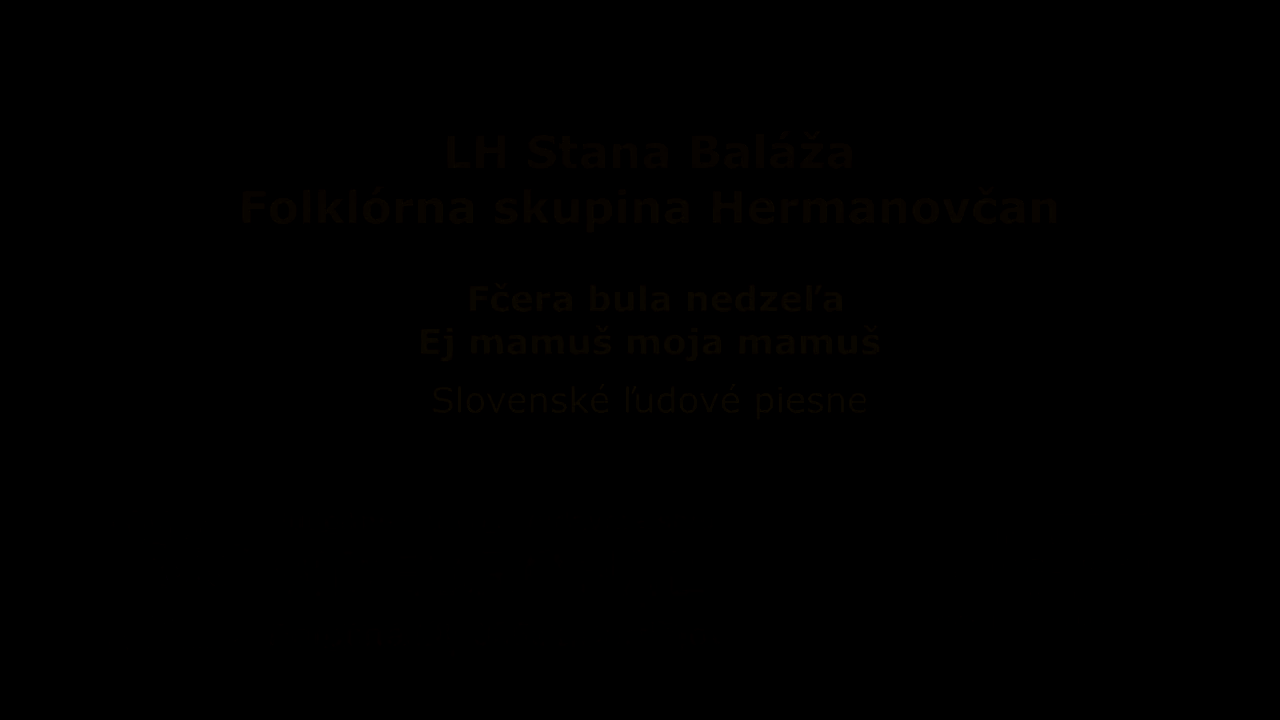 LH Stana Baláža
Folklórna skupina Hermanovčan
Fčera bula nedzeľa
Ej mamuš moja mamuš
Slovenské ľudové piesne